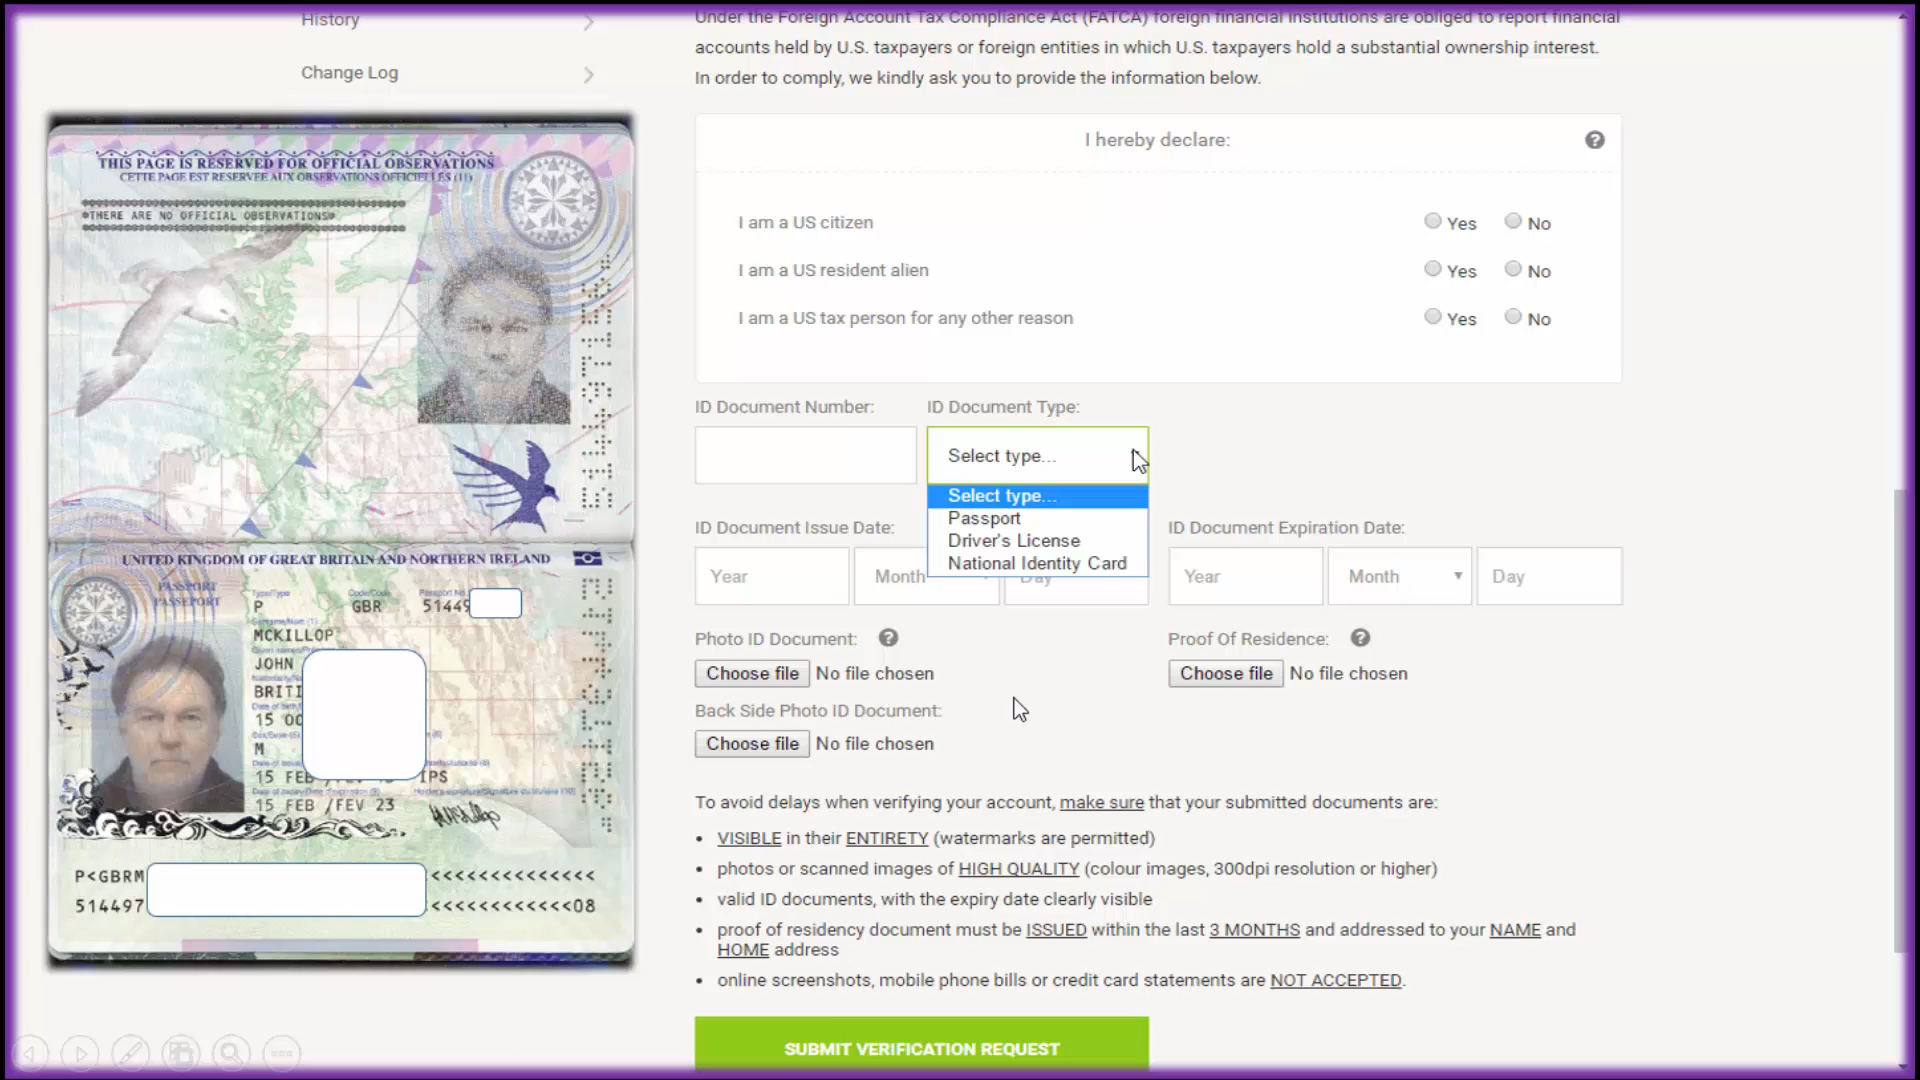 History
Change Log
Under the Foreign Account Tax Compliance Act (FATCA) foreign financial institutions are obliged to report financial
accounts held by U.S. taxpayers or foreign entities in which U.S. taxpayers hold a substantial ownership interest.
In order to comply, we kindly ask you to provide the information below.
THIS PAGE IS RESERVED FOR OFFICIAL OBSERVATIONS
CETTE PAGE EST RESERVEE AUX OBSERVATIONS OFFICIELLES (11)
*THERE ARE NO OFFICIAL OBSERVATIONS*
UNITED KINGDOM OF GREAT BRITAIN AND NORTHERN IRELAND
PASSPORT
PASSEPORT
Type/Type
Code/Code
Passport No.
P
GBR
51449
MCKILLOP
JOHN
BRITI
15 OC
M
15 FEB
IPS
15 FEB /FEV 23
P<GBRM
<<<<<<<<<<<<<<
514497
<<<<<<<<<<<<08
I hereby declare:
I am a US citizen
Yes
No
I am a US resident alien
Yes
No
I am a US tax person for any other reason
Yes
No
ID Document Number:
ID Document Type:
Select type...
Select type...
Passport
Driver's License
National Identity Card
ID Document Issue Date:
Year
Month
Day
ID Document Expiration Date:
Year
Month
Day
Photo ID Document:
Choose file No file chosen
Proof Of Residence:
Choose file No file chosen
Back Side Photo ID Document:
Choose file No file chosen
To avoid delays when verifying your account, make sure that your submitted documents are:
• VISIBLE in their ENTIRETY (watermarks are permitted)
• photos or scanned images of HIGH QUALITY (colour images, 300dpi resolution or higher)
• valid ID documents, with the expiry date clearly visible
• proof of residency document must be ISSUED within the last 3 MONTHS and addressed to your NAME and
HOME address
• online screenshots, mobile phone bills or credit card statements are NOT ACCEPTED.
SUBMIT VERIFICATION REQUEST